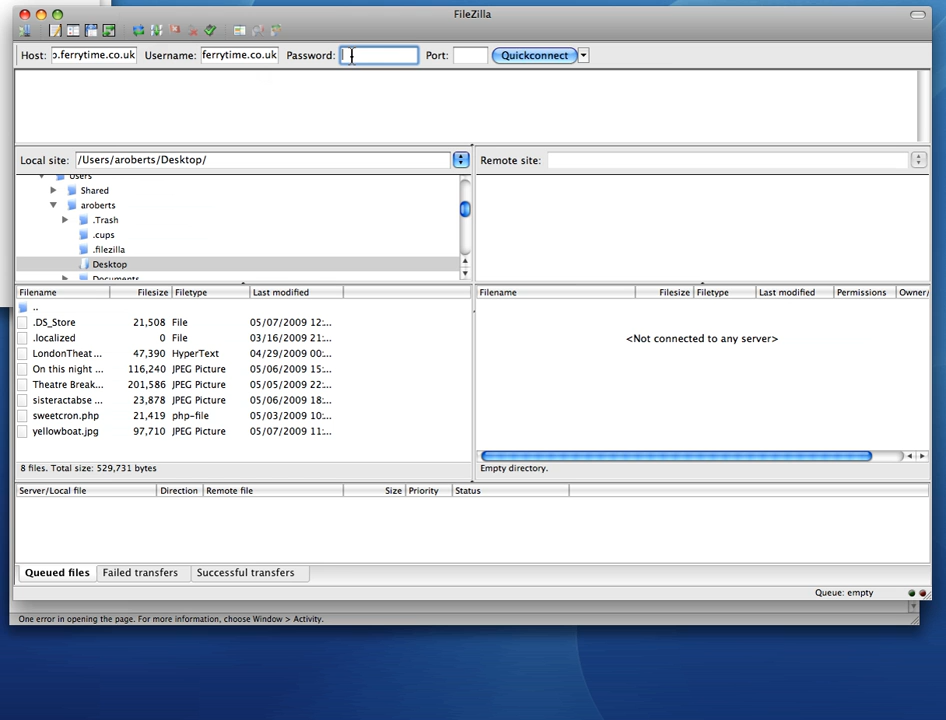 FileZilla
Host: o.ferrytime.co.uk Username: ferrytime.co.uk Password: Port: Quickconnect
Local site: /Users/aroberts/Desktop/ Remote site:
Users
Shared
aroberts
.Trash
.cups
.filezilla
Desktop
Documents
Filename Filesize Filetype Last modified Filename Filesize Filetype Last modified Permissions Owner/
..
.DS_Store 21,508 File 05/07/2009 12:...
.localized 0 File 03/16/2009 21:...
<Not connected to any server>
LondonTheat ... 47,390 HyperText 04/29/2009 00:...
On this night ... 116,240 JPEG Picture 05/06/2009 15:...
Theatre Break... 201,586 JPEG Picture 05/05/2009 22:...
sisteractabse ... 23,878 JPEG Picture 05/06/2009 18:...
sweetcron.php 21,419 php-file 05/03/2009 10:...
yellowboat.jpg 97,710 JPEG Picture 05/07/2009 11:...
8 files. Total size: 529,731 bytes Empty directory.
Server/Local file Direction Remote file Size Priority Status
Queued files Failed transfers Successful transfers
Queue: empty
One error in opening the page. For more information, choose Window > Activity.